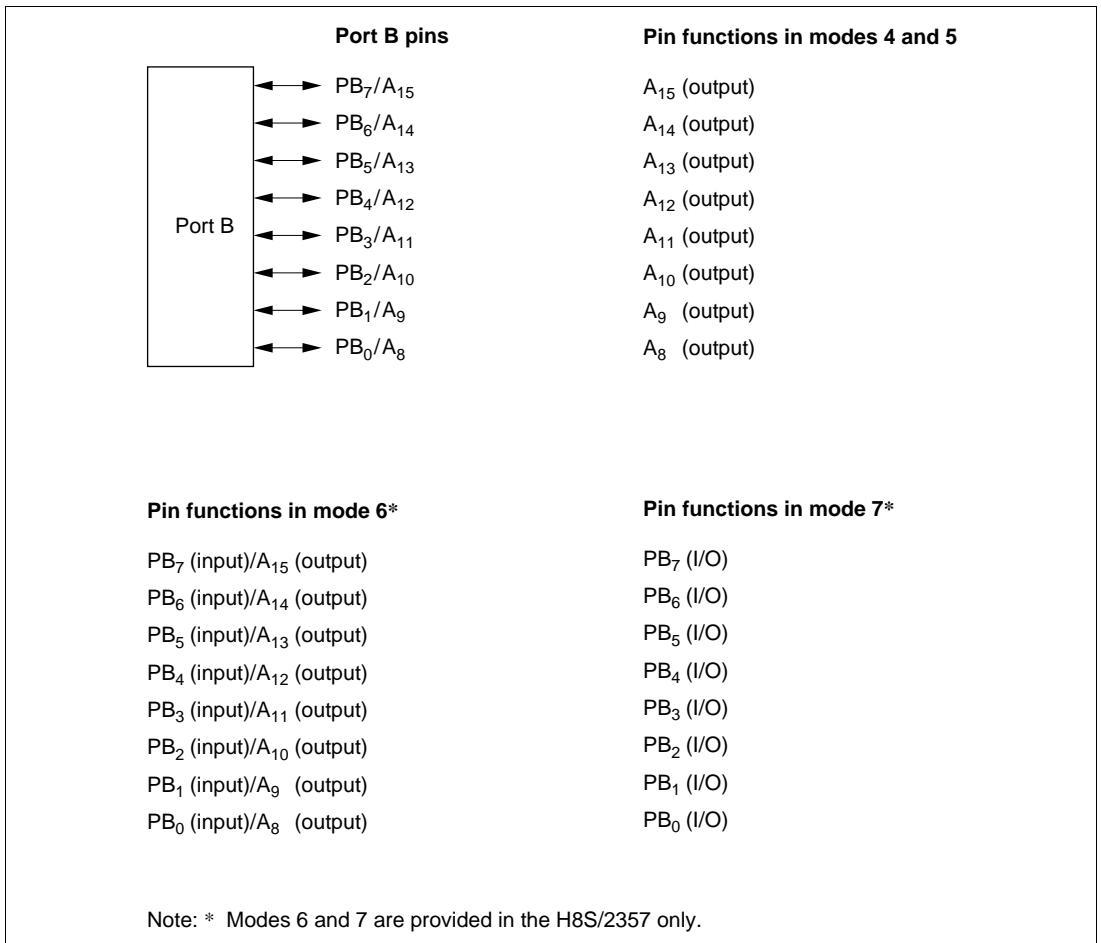 Port B pins
Pin functions in modes 4 and 5
Port B
PB7/A15
A15 (output)
PB6/A14
A14 (output)
PB5/A13
A13 (output)
PB4/A12
A12 (output)
PB3/A11
A11 (output)
PB2/A10
A10 (output)
PB1/A9
A9 (output)
PB0/A8
A8 (output)
Pin functions in mode 6*
PB7 (input)/A15 (output)
PB6 (input)/A14 (output)
PB5 (input)/A13 (output)
PB4 (input)/A12 (output)
PB3 (input)/A11 (output)
PB2 (input)/A10 (output)
PB1 (input)/A9 (output)
PB0 (input)/A8 (output)
Pin functions in mode 7*
PB7 (I/O)
PB6 (I/O)
PB5 (I/O)
PB4 (I/O)
PB3 (I/O)
PB2 (I/O)
PB1 (I/O)
PB0 (I/O)
Note: * Modes 6 and 7 are provided in the H8S/2357 only.